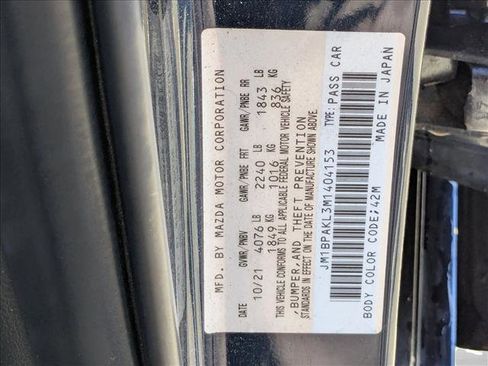 MFD. BY MAZDA MOTOR CORPORATION
GVWR/PNBV GAWR/PNBE FRT GAWR/PNBE RR
DATE 10/21 4076 LB 2240 LB 1843 LB
1849 KG 1016 KG 836 KG
THIS VEHICLE CONFORMS TO ALL APPLICABLE FEDERAL MOTOR VEHICLE SAFETY
,BUMPER,AND THEFT PREVENTION
STANDARDS IN EFFECT ON THE DATE OF MANUFACTURE SHOWN ABOVE.
JM1BPAKL3M1404153 TYPE: PASS CAR
BODY COLOR CODE;42M MADE IN JAPAN